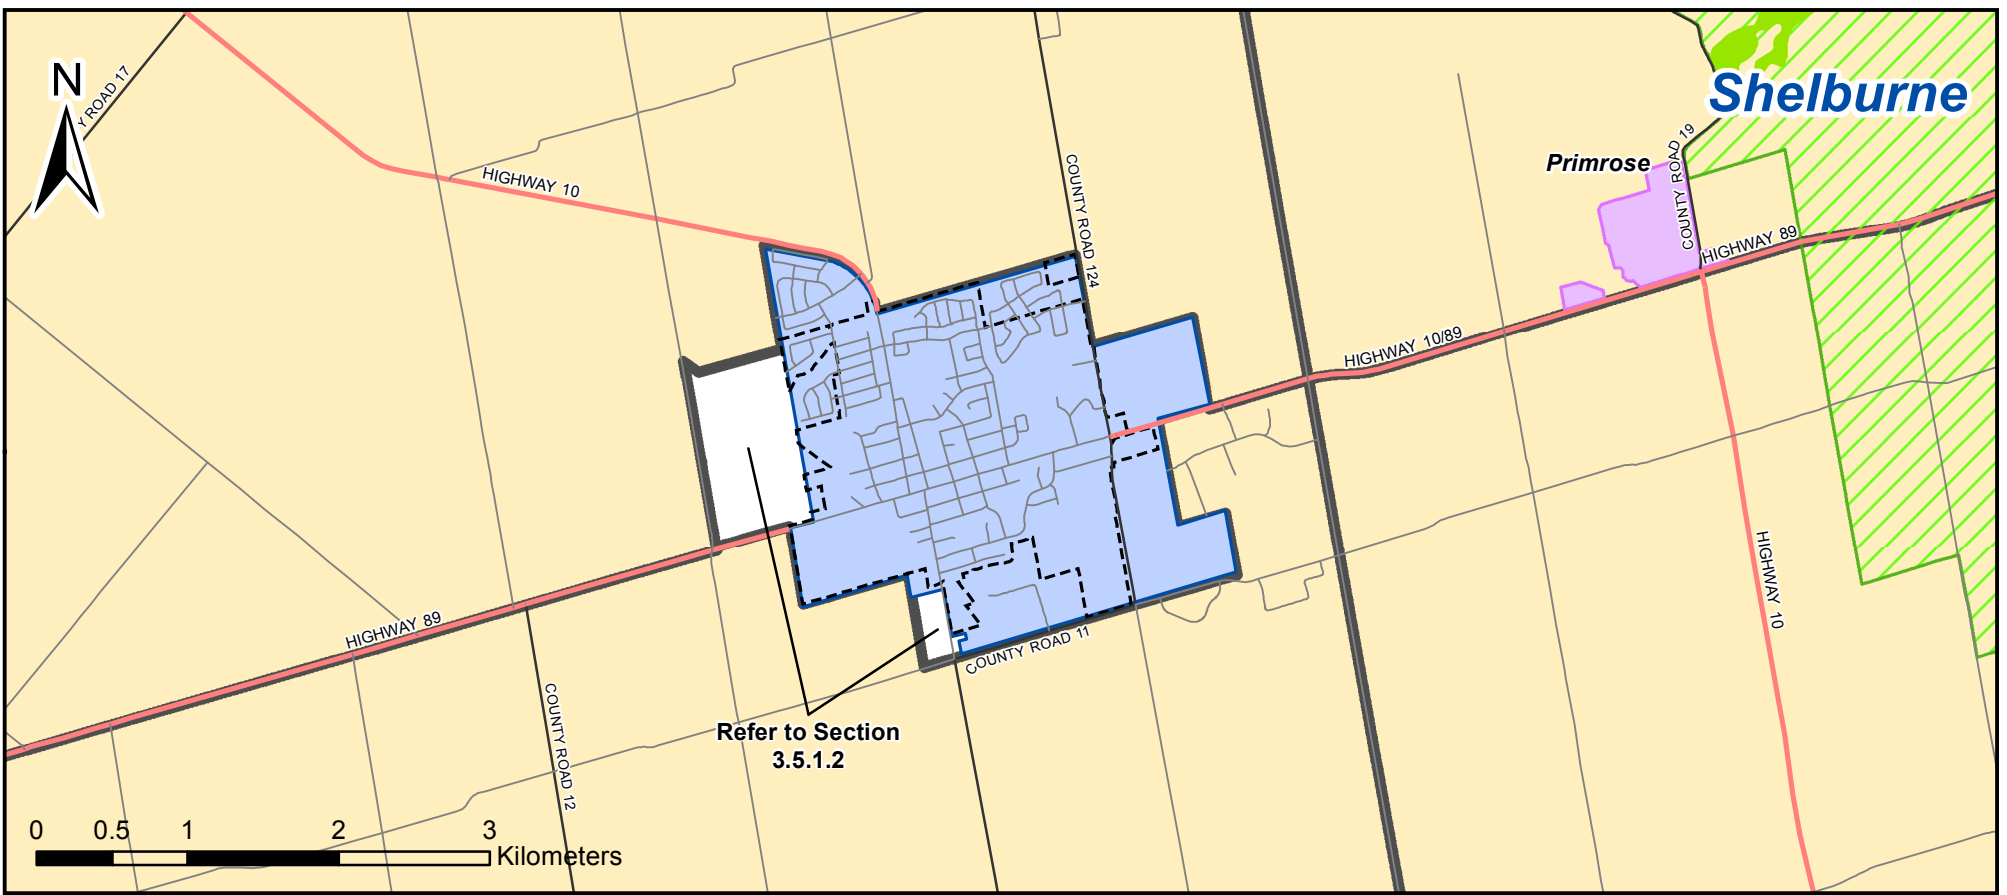 N
Y ROAD 17
HIGHWAY 10
COUNTY ROAD 124
Shelburne
Primrose
COUNTY ROAD 19
HIGHWAY 89
HIGHWAY 10/89
HIGHWAY 10
HIGHWAY 89
COUNTY ROAD 11
COUNTY ROAD 12
Refer to Section
3.5.1.2
0 0.5 1 2 3
Kilometers